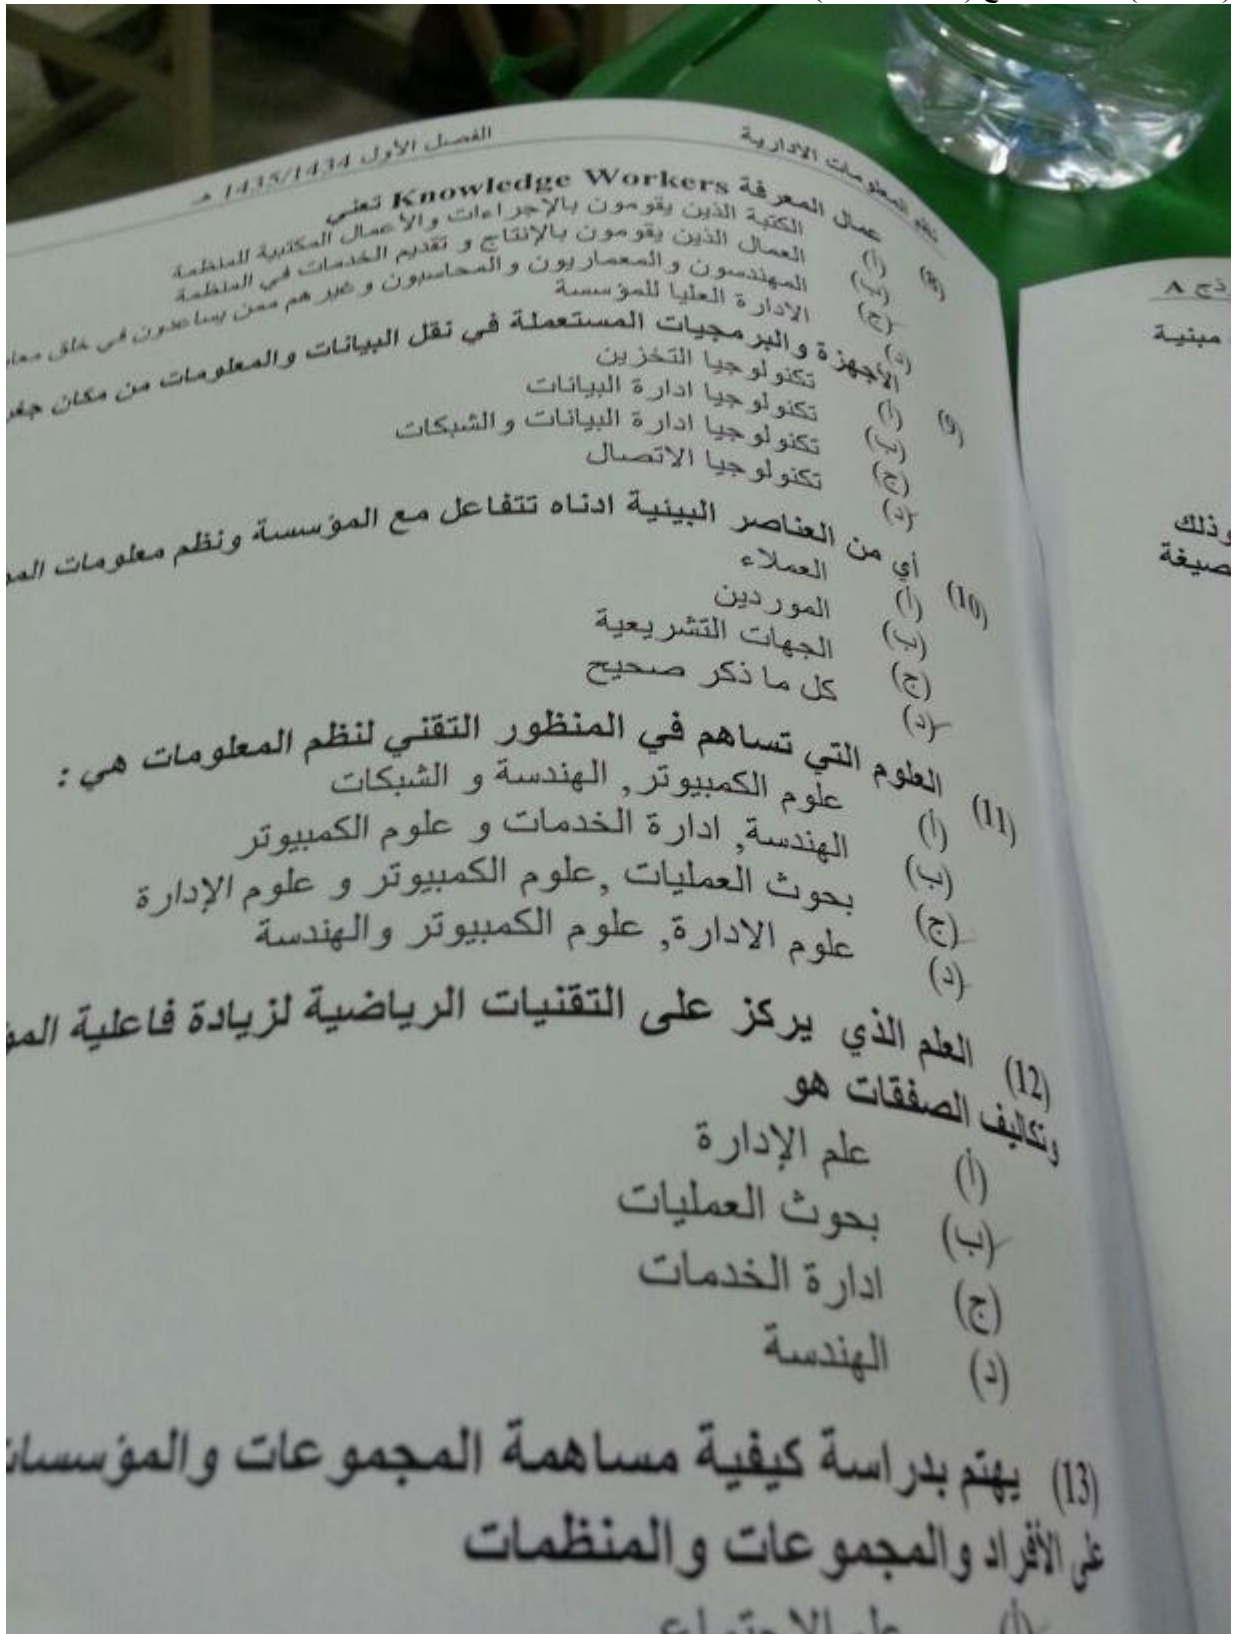 نظم المعلومات الادارية
الفصل الأول 1435/1434 هـ
(8) عمال المعرفة Knowledge Workers تعني
(أ) الكتبة الذين يقومون بالإجراءات والأعمال المكتبية للمنظمة
(ب) العمال الذين يقومون بالإنتاج و تقديم الخدمات في المنظمة
(ج) المهندسون و المعماريون و المحاسبون و غيرهم ممن يساعدون في خلق
(د) الادارة العليا للمؤسسة
(9) الأجهزة و البرمجيات المستعملة في نقل البيانات والمعلومات من مكان
(أ) تكنولوجيا التخزين
(ب) تكنولوجيا ادارة البيانات
(ج) تكنولوجيا ادارة البيانات و الشبكات
(د) تكنولوجيا الاتصال
(10) أي من العناصر البيئية ادناه تتفاعل مع المؤسسة ونظم معلومات
(أ) العملاء
(ب) الموردين
(ج) الجهات التشريعية
(د) كل ما ذكر صحيح
(11) العلوم التي تساهم في المنظور التقني لنظم المعلومات هي :
(أ) علوم الكمبيوتر, الهندسة و الشبكات
(ب) الهندسة, ادارة الخدمات و علوم الكمبيوتر
(ج) بحوث العمليات ,علوم الكمبيوتر و علوم الإدارة
(د) علوم الادارة, علوم الكمبيوتر والهندسة
(12) العلم الذي يركز على التقنيات الرياضية لزيادة فاعلية
وتكاليف الصفقات هو
(أ) علم الإدارة
(ب) بحوث العمليات
(ج) ادارة الخدمات
(د) الهندسة
(13) يهتم بدراسة كيفية مساهمة المجموعات والمؤسسات
على الأفراد والمجموعات والمنظمات
(أ) علم الاجتماع
A
مبنية
وذلك